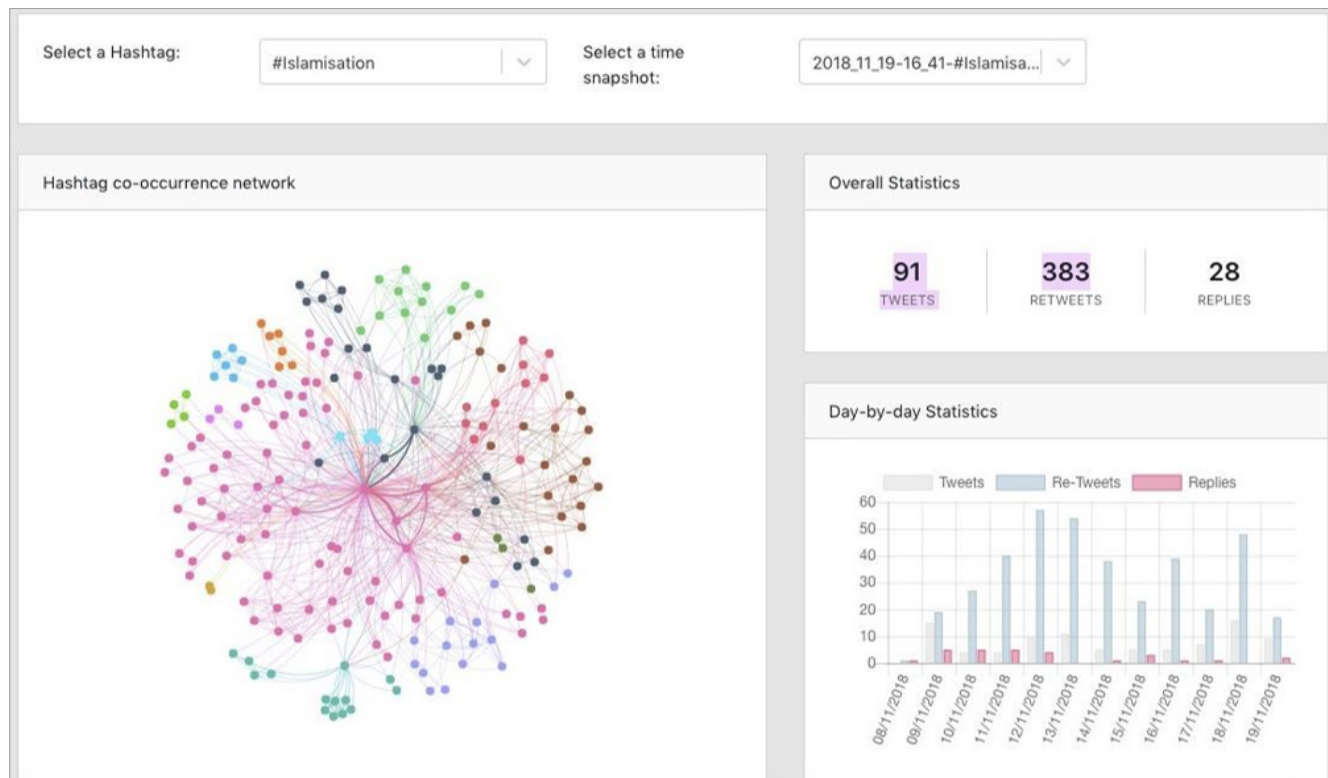 Select a Hashtag:
#Islamisation
Select a time
snapshot:
2018_11_19-16_41-#Islamisa...
Hashtag co-occurrence network
Overall Statistics
91
TWEETS
383
RETWEETS
28
REPLIES
Day-by-day Statistics
Tweets
Re-Tweets
Replies
60
50
40
30
20
10
0
08/11/2018
09/11/2018
10/11/2018
11/11/2018
12/11/2018
13/11/2018
14/11/2018
15/11/2018
16/11/2018
17/11/2018
18/11/2018
19/11/2018